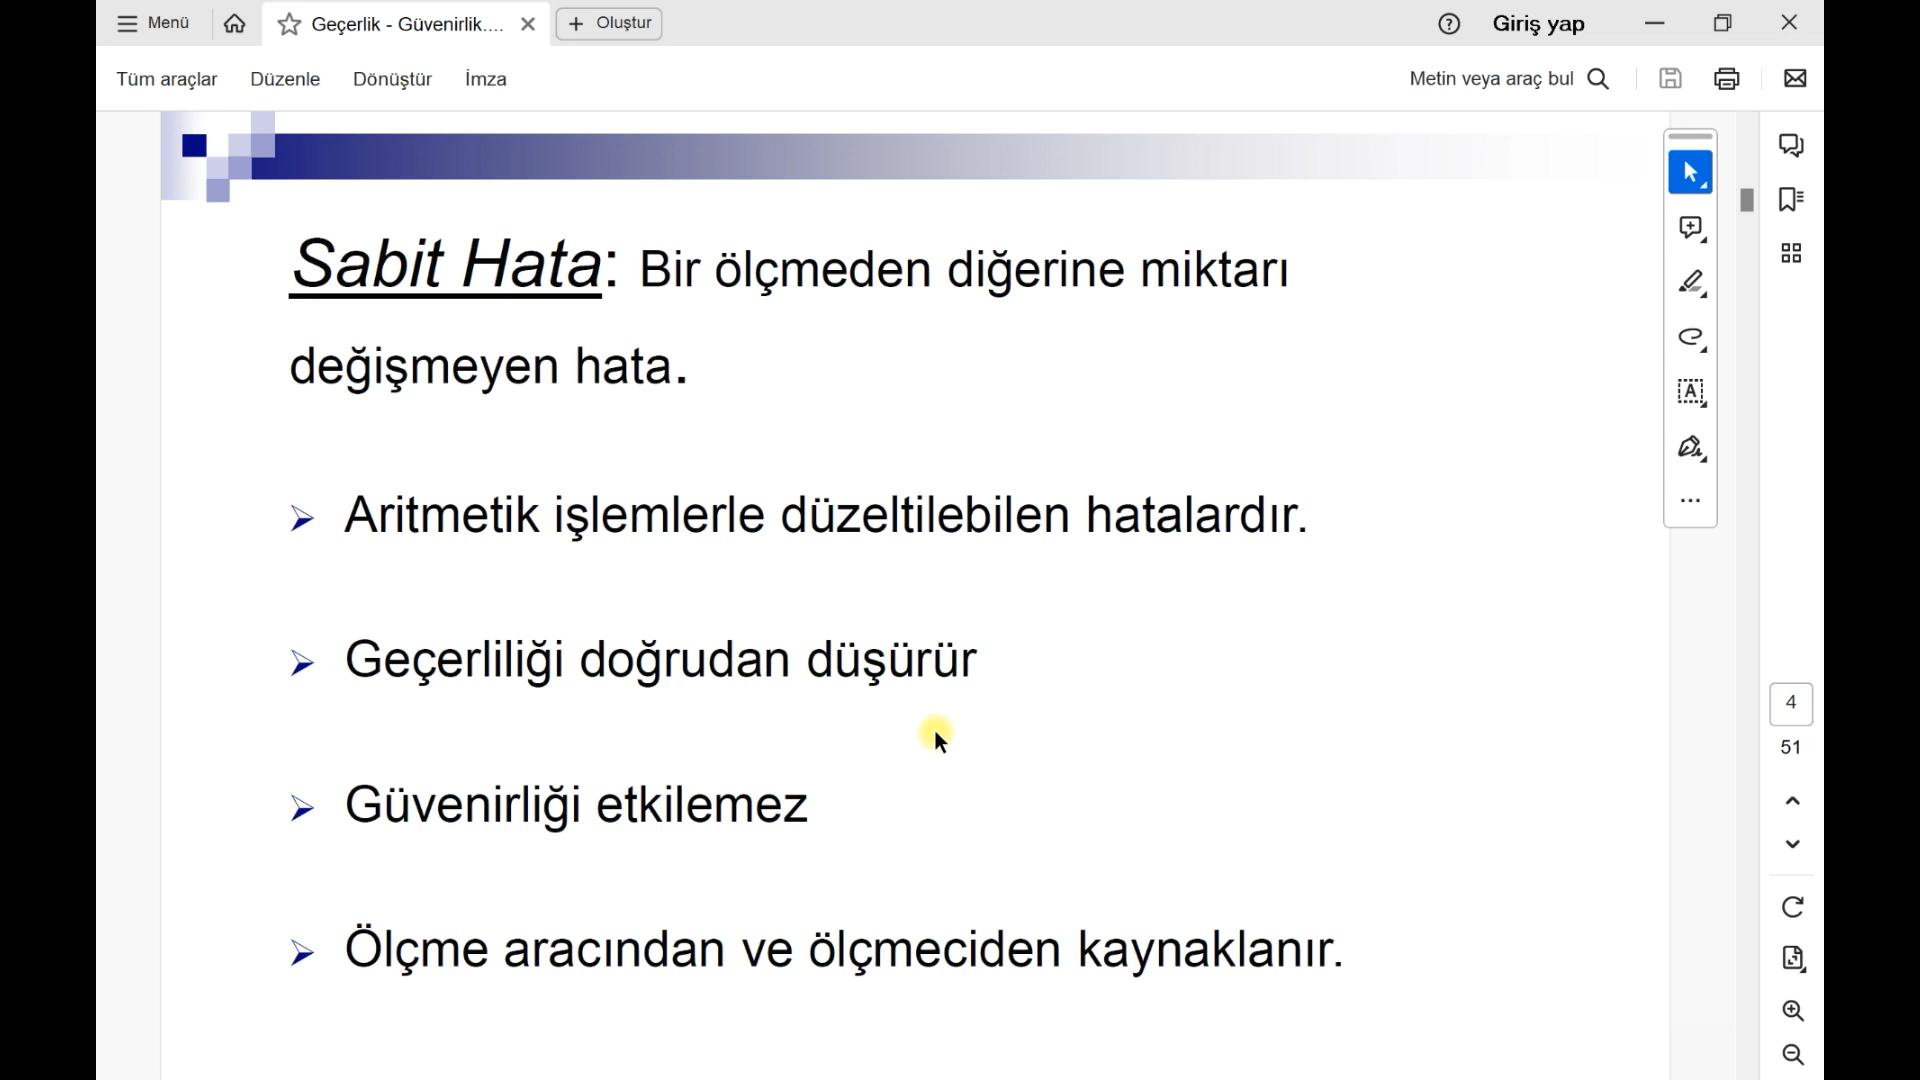 Menü
Geçerlik - Güvenirlik....
Oluştur
Giriş yap
Tüm araçlar Düzenle Dönüştür İmza
Metin veya araç bul
Sabit Hata: Bir ölçmeden diğerine miktarı
değişmeyen hata.
Aritmetik işlemlerle düzeltilebilen hatalardır.
Geçerliliği doğrudan düşürür
Güvenirliği etkilemez
Ölçme aracından ve ölçmeciden kaynaklanır.
4
51